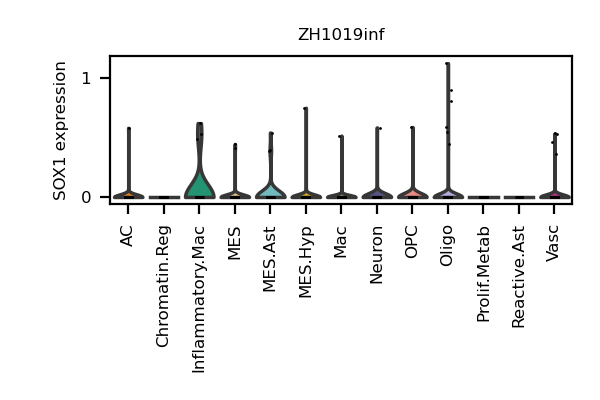 ZH1019inf
SOX1 expression
1
0
AC
Chromatin.Reg
Inflammatory.Mac
MES
MES.Ast
MES.Hyp
Mac
Neuron
OPC
Oligo
Prolif.Metab
Reactive.Ast
Vasc